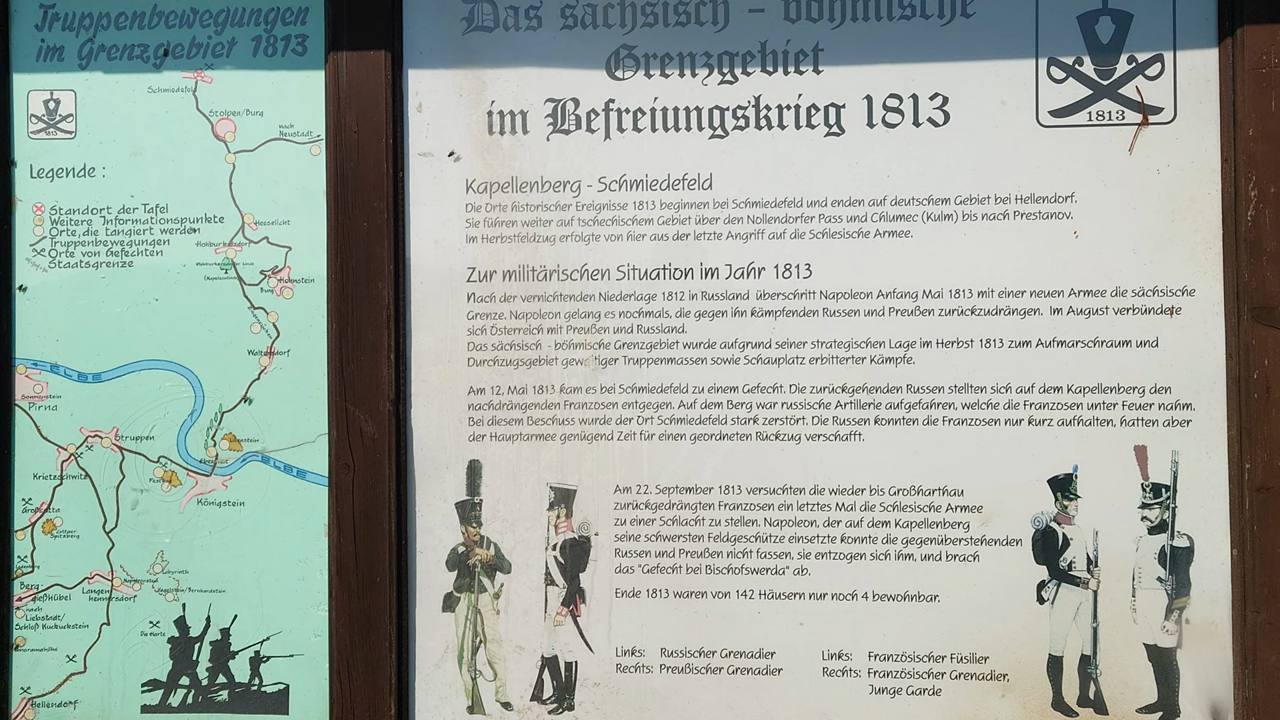 Truppenbewegungen
im Grenzgebiet 1813
Schmiedefeld
Stolpen/Burg
nach
Neustadt
1813
Legende :
Standort der Tafel
Weitere Informationspunkte
Orte, die tangiert werden
Truppenbewegungen
Orte von Gefechten
Staatsgrenze
Heeselicht
Hohburkersdorf
Hohnstein
Burg
Waltersdorf
ELBE
Sonnenstein
Pirna
Struppen
Lilienstein
ELBE
Krietzschwitz
Königstein
Labyrinth
Langen-
hennersdorf
Berg-
gießhübel
nach
Liebstadt/
Schloß Kuckuckstein
Die Harte
Hellendorf
Das sächsisch - böhmische
Grenzgebiet
im Befreiungskrieg 1813
1813
Kapellenberg - Schmiedefeld
Die Orte historischer Ereignisse 1813 beginnen bei Schmiedefeld und enden auf deutschem Gebiet bei Hellendorf.
Sie führen weiter auf tschechischem Gebiet über den Nollendorfer Pass und Chlumec (Kulm) bis nach Prestanov.
Im Herbstfeldzug erfolgte von hier aus der letzte Angriff auf die Schlesische Armee.
Zur militärischen Situation im Jahr 1813
Nach der vernichtenden Niederlage 1812 in Russland überschritt Napoleon Anfang Mai 1813 mit einer neuen Armee die sächsische
Grenze. Napoleon gelang es nochmals, die gegen ihn kämpfenden Russen und Preußen zurückzudrängen. Im August verbündete
sich Österreich mit Preußen und Russland.
Das sächsisch - böhmische Grenzgebiet wurde aufgrund seiner strategischen Lage im Herbst 1813 zum Aufmarschraum und
Durchzugsgebiet gewaltiger Truppenmassen sowie Schauplatz erbitterter Kämpfe.
Am 12, Mai 1813 kam es bei Schmiedefeld zu einem Gefecht. Die zurückgehenden Russen stellten sich auf dem Kapellenberg den
nachdrängenden Franzosen entgegen. Auf dem Berg war russische Artillerie aufgefahren, welche die Franzosen unter Feuer nahm.
Bei diesem Beschuss wurde der Ort Schmiedefeld stark zerstört. Die Russen konnten die Franzosen nur kurz aufhalten, hatten aber
der Hauptarmee genügend Zeit für einen geordneten Rückzug verschafft.
Am 22. September 1813 versuchten die wieder bis Großharthau
zurückgedrängten Franzosen ein letztes Mal die Schlesische Armee
zu einer Schlacht zu stellen. Napoleon, der auf dem Kapellenberg
seine schwersten Feldgeschütze einsetzte konnte die gegenüberstehenden
Russen und Preußen nicht fassen, sie entzogen sich ihm, und brach
das "Gefecht bei Bischofswerda" ab.
Ende 1813 waren von 142 Häusern nur noch 4 bewohnbar.
Links: Russischer Grenadier
Rechts: Preußischer Grenadier
Links: Französischer Füsilier
Rechts: Französischer Grenadier,
Junge Garde